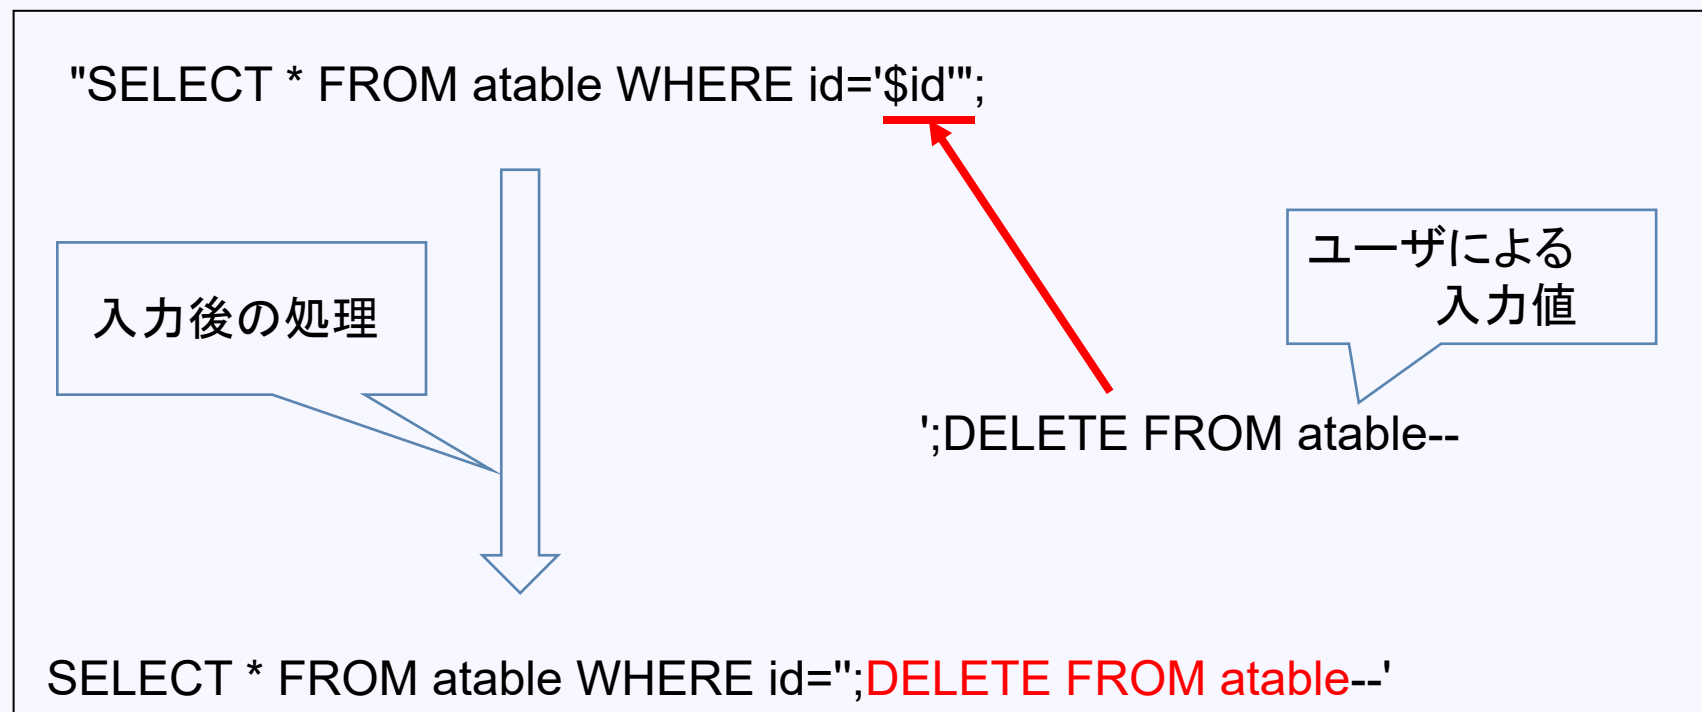 "SELECT * FROM atable WHERE id='$id'";
ユーザによる
入力値
入力後の処理
';DELETE FROM atable--
SELECT * FROM atable WHERE id='';DELETE FROM atable--'